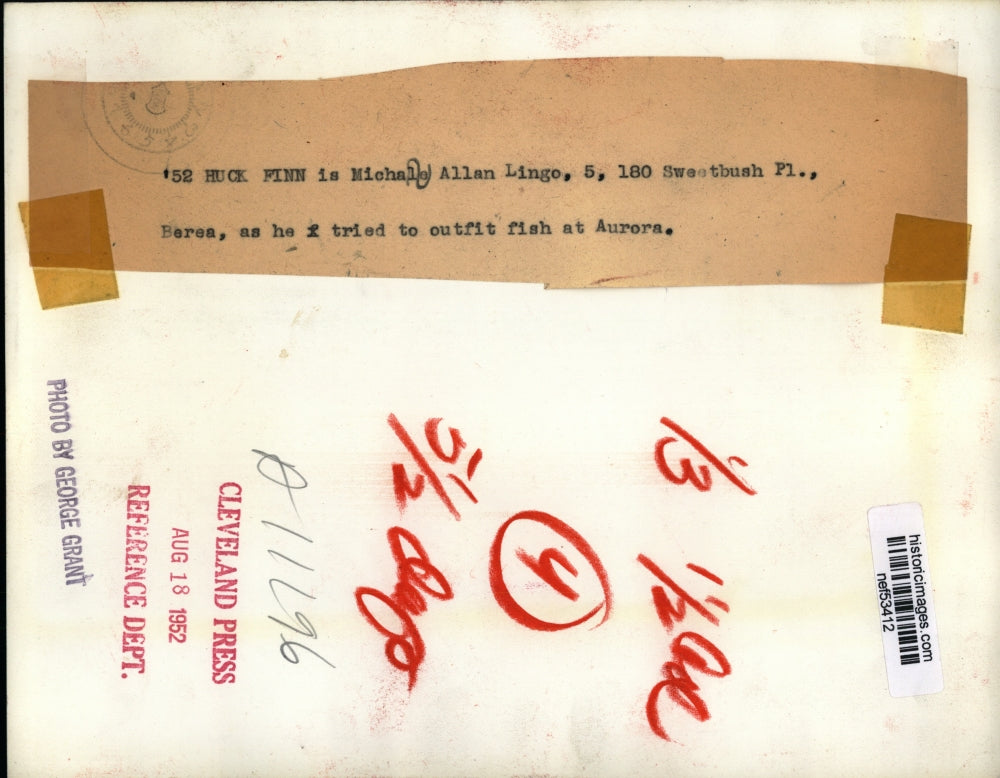 '52 HUCK FINN is Michale Allan Lingo, 5, 180 Sweetbush Pl.,
Berea, as he x tried to outfit fish at Aurora.
PHOTO BY GEORGE GRANT
CLEVELAND PRESS
AUG 18 1952
REFERENCE DEPT.
D11196
5 1/2
4
13
1/2
historicimages.com
nef53412